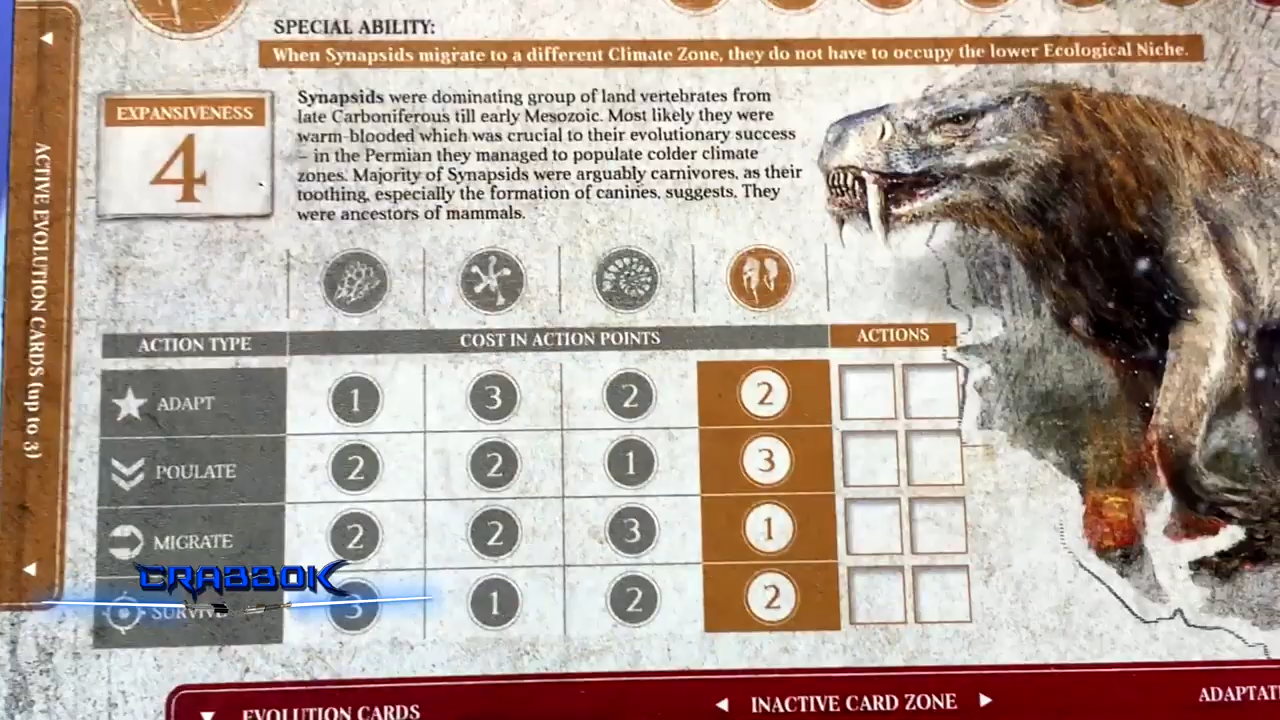 SPECIAL ABILITY:
When Synapsids migrate to a different Climate Zone, they do not have to occupy the lower Ecological Niche.
EXPANSIVENESS
4
Synapsids were dominating group of land vertebrates from
late Carboniferous till early Mesozoic. Most likely they were
warm-blooded which was crucial to their evolutionary success
– in the Permian they managed to populate colder climate
zones. Majority of Synapsids were arguably carnivores, as their
toothing, especially the formation of canines, suggests. They
were ancestors of mammals.
ACTIVE EVOLUTION CARDS (up to 3)
ACTION TYPE COST IN ACTION POINTS ACTIONS
ADAPT 1 3 2 2
POULATE 2 2 1 3
MIGRATE 2 2 3 1
SURVIVE 3 1 2 2
CRABBOK
EVOLUTION CARDS INACTIVE CARD ZONE